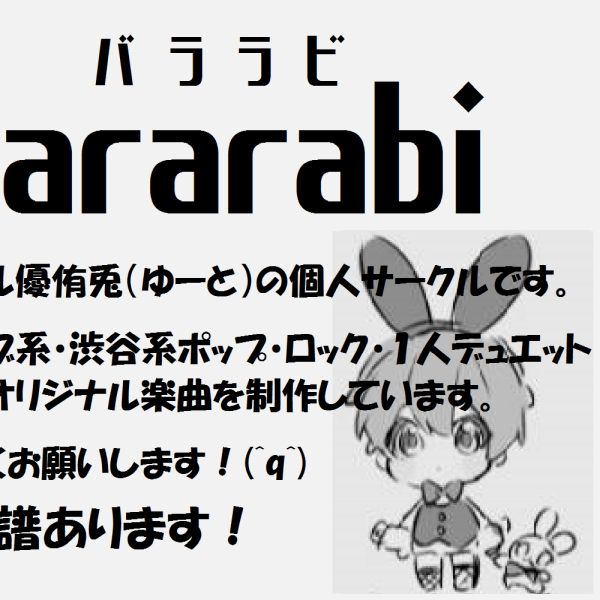 バララビ
ararabi
ル優侑兎(ゆーと)の個人サークルです。
ブ系・渋谷系ポップ・ロック・1人デュエット
オリジナル楽曲を制作しています。
くお願いします！(^q^)
譜あります！